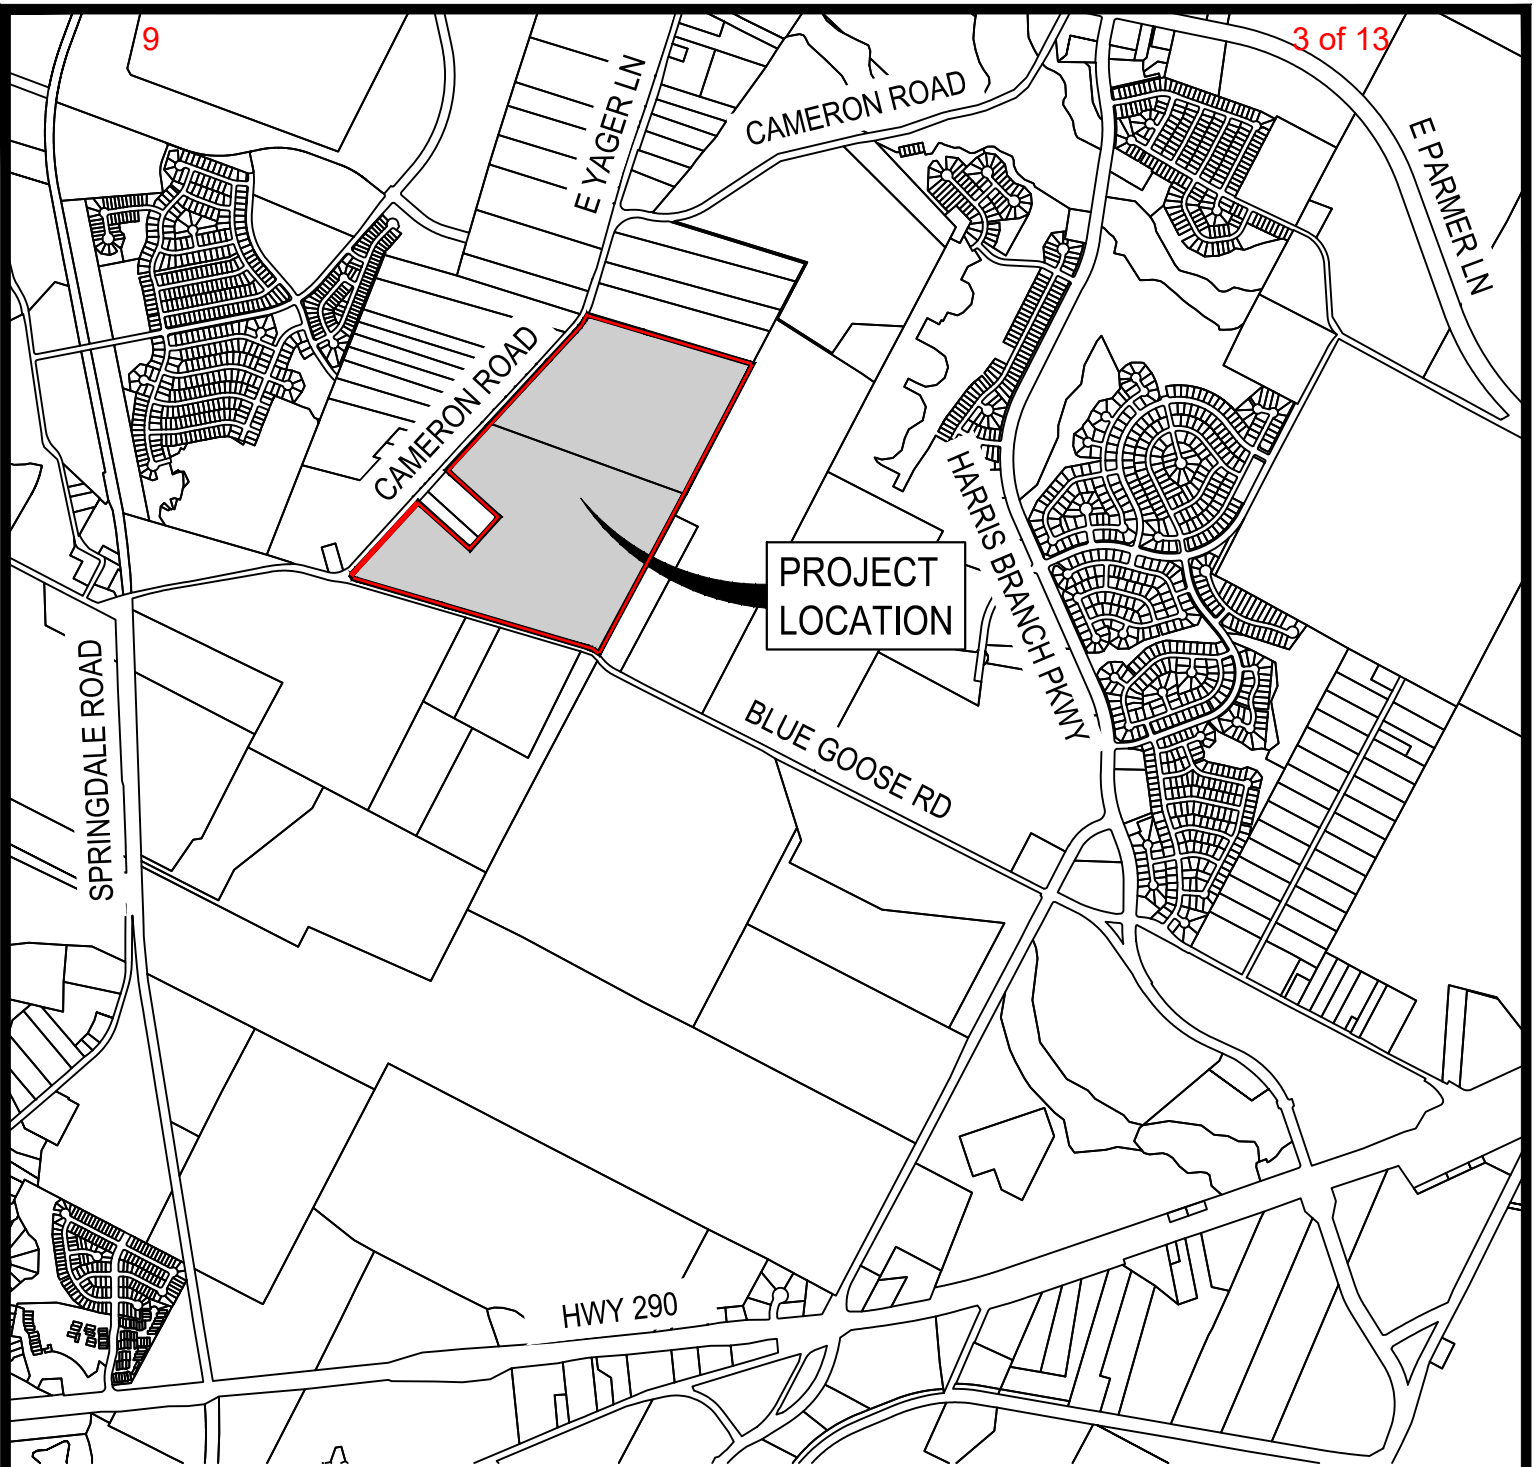 9
3 of 13
E YAGER LN
CAMERON ROAD
E PARMER LN
CAMERON ROAD
HARRIS BRANCH PKWY
PROJECT
LOCATION
SPRINGDALE ROAD
BLUE GOOSE RD
HWY 290